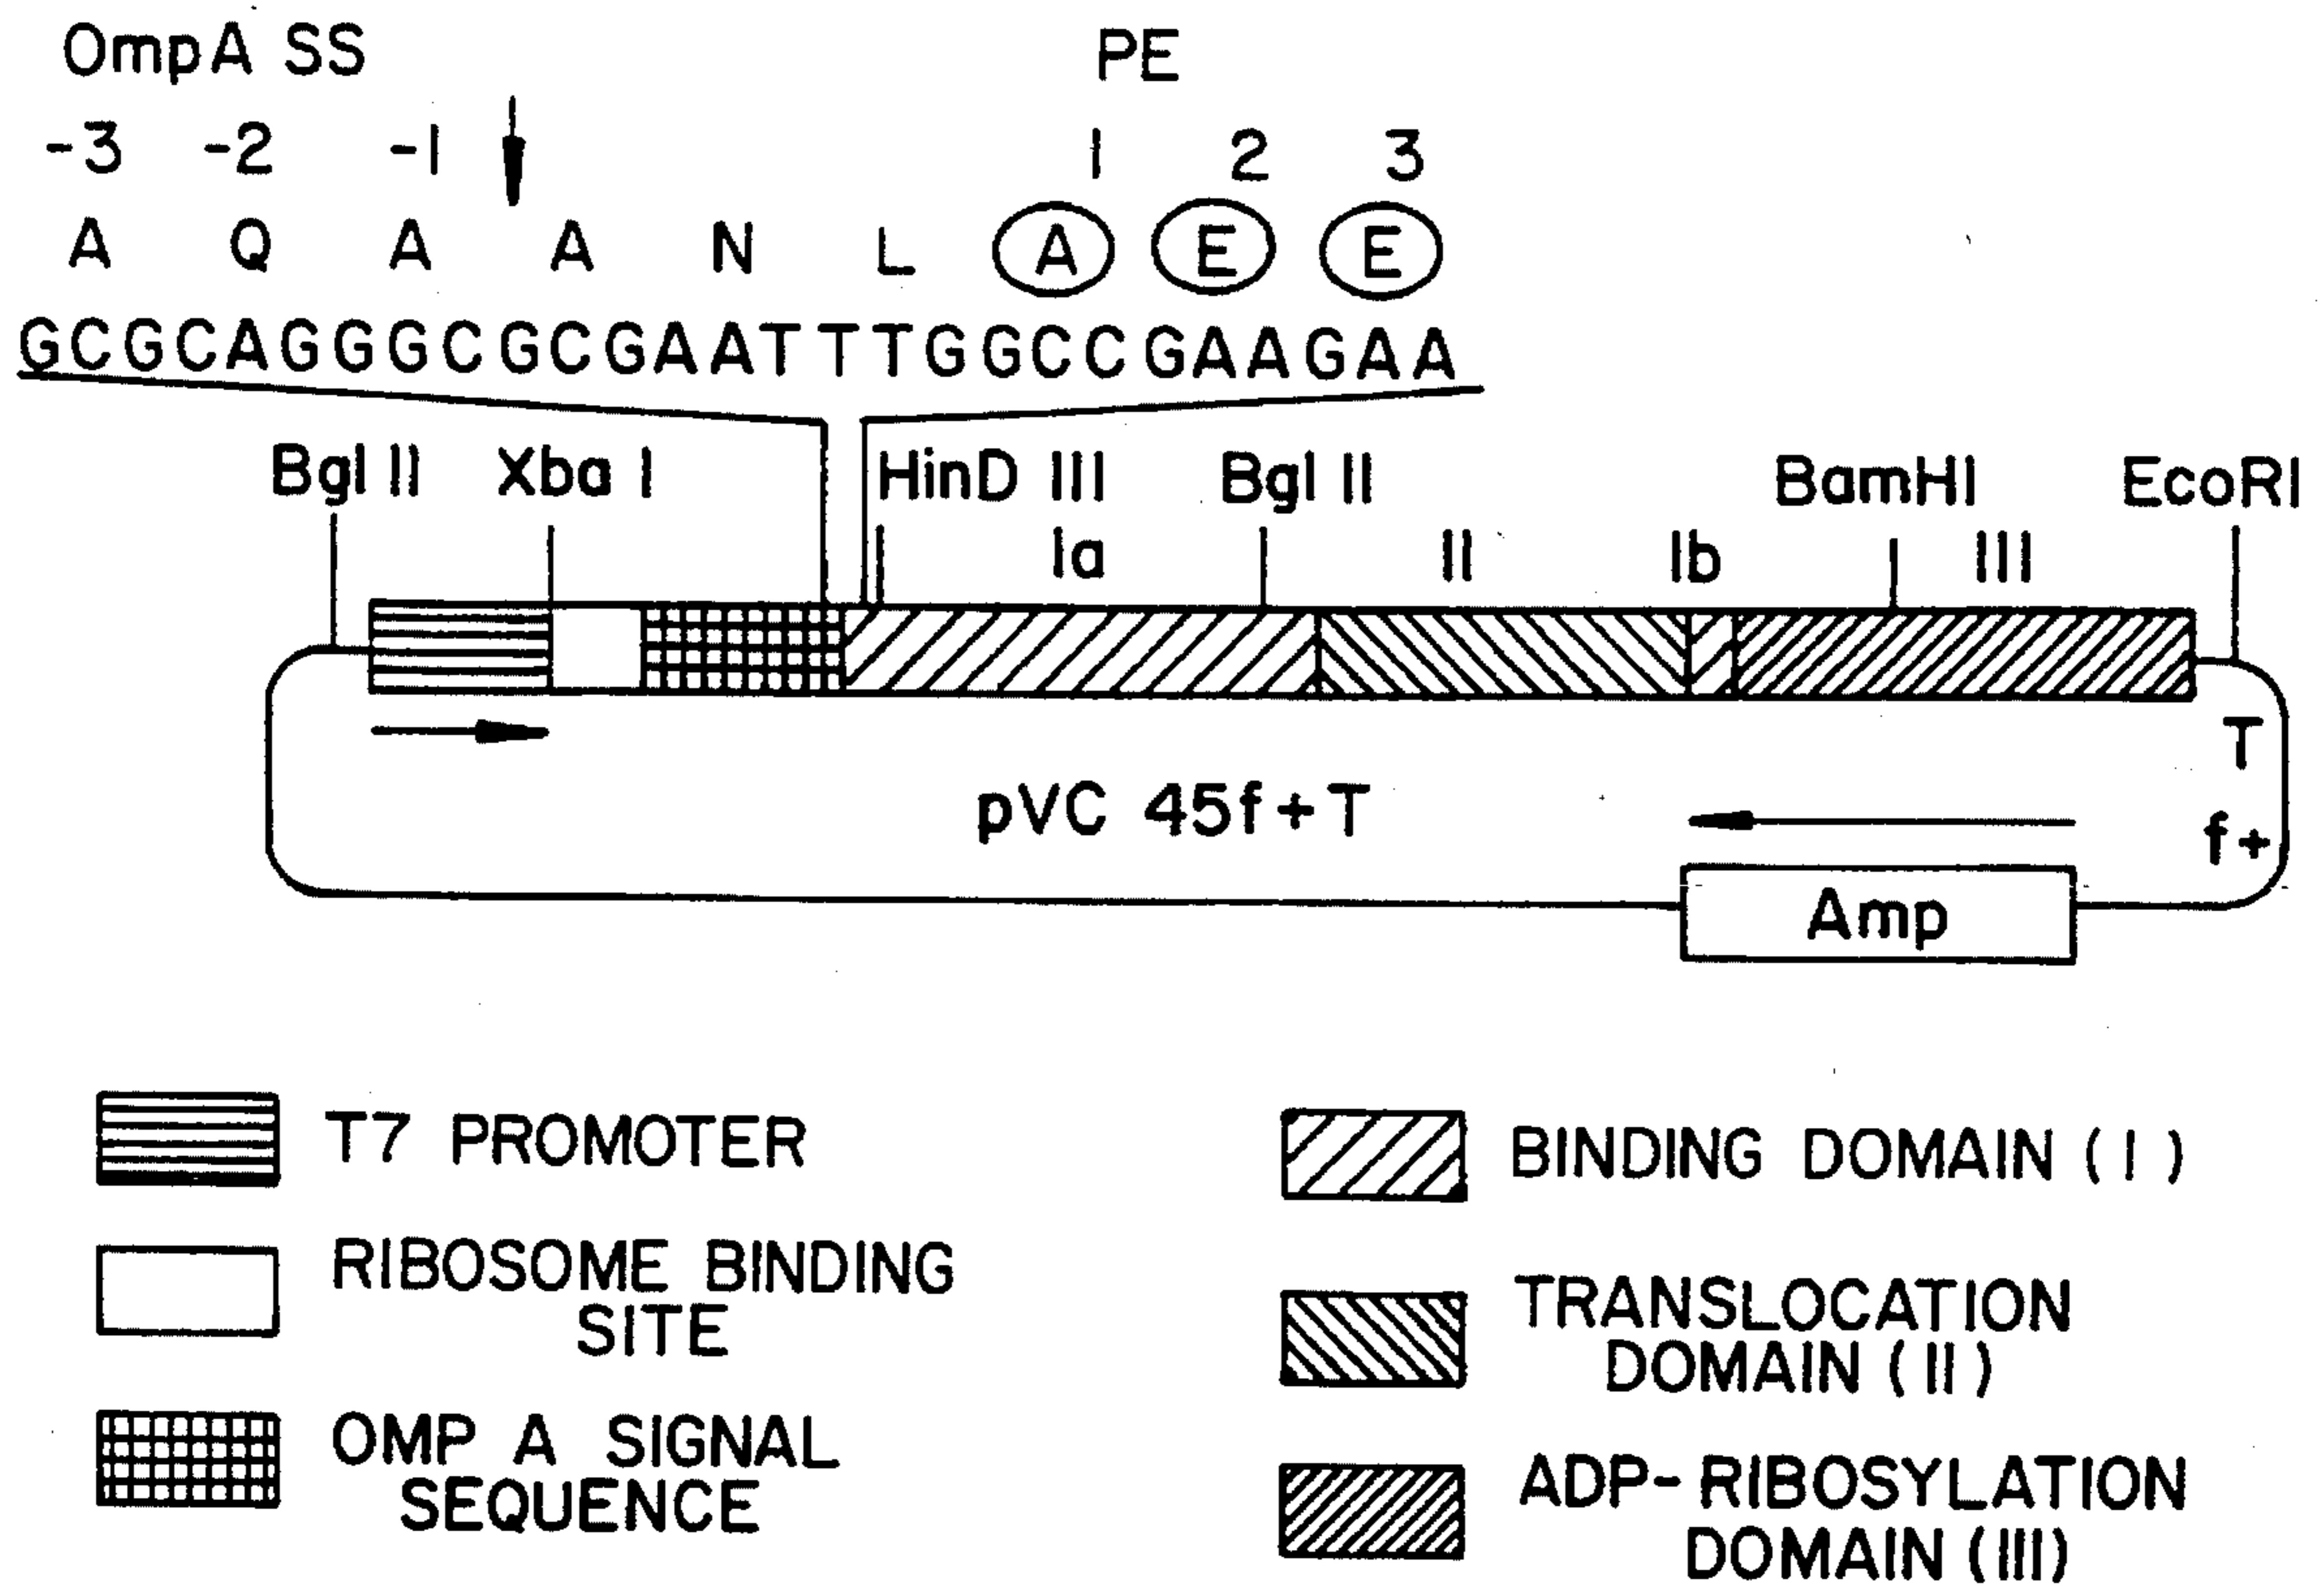 OmpA SS PE
-3 -2 -1 1 2 3
A Q A A N L A E E
GCGCAGGGCGCGAATTTGGCCGAAGAA
Bgl II Xba I HinD III Bgl II BamHI EcoRI
Ia II Ib III
T
pVC 45f+T
f+
Amp
T7 PROMOTER
RIBOSOME BINDING
SITE
OMP A SIGNAL
SEQUENCE
BINDING DOMAIN (I)
TRANSLOCATION
DOMAIN (II)
ADP-RIBOSYLATION
DOMAIN (III)